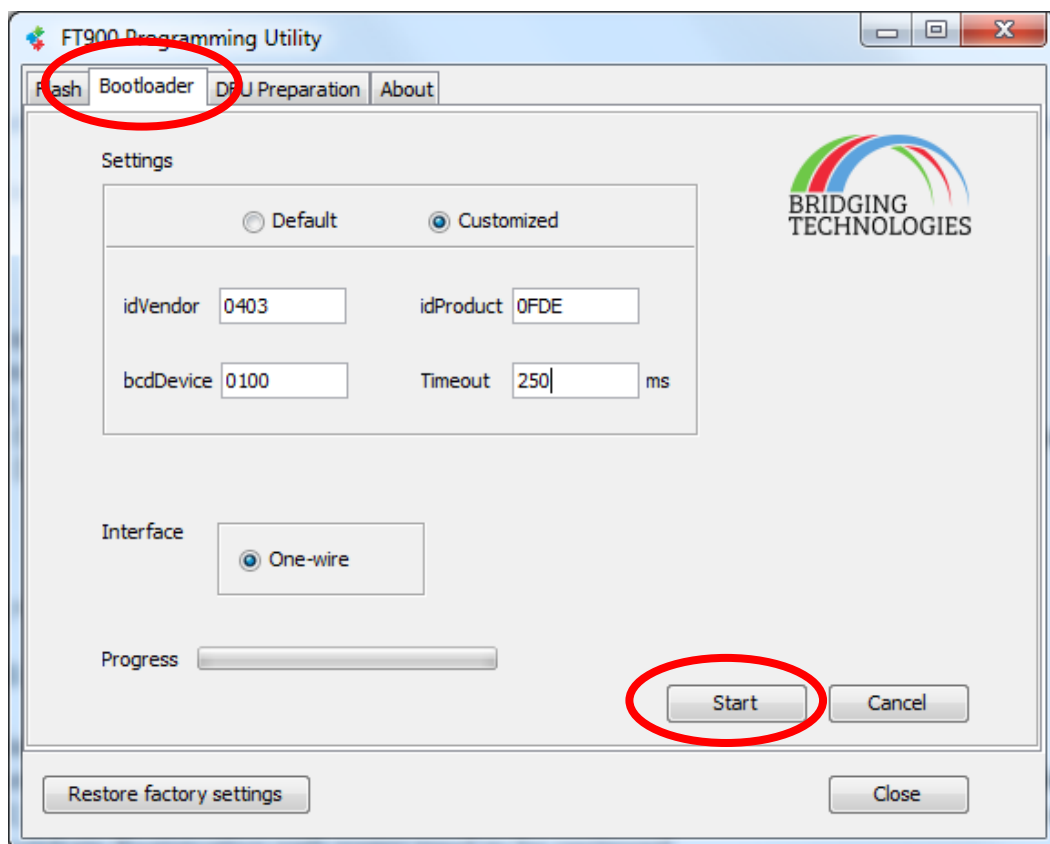 FT900 Programming Utility
Flash Bootloader DFU Preparation About
Settings
BRIDGING
TECHNOLOGIES
Default Customized
idVendor 0403 idProduct 0FDE
bcdDevice 0100 Timeout 250 ms
Interface
One-wire
Progress
Start Cancel
Restore factory settings Close